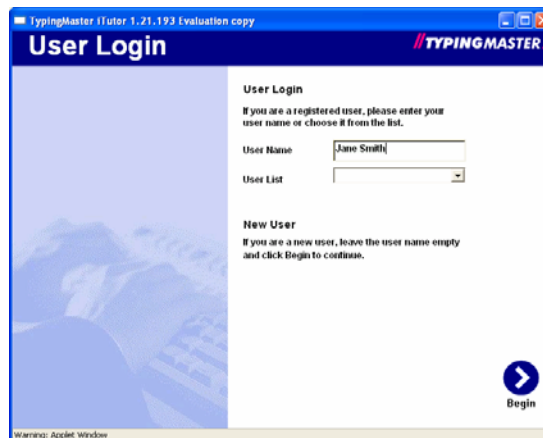 TypingMaster iTutor 1.21.193 Evaluation copy
User Login
//TYPINGMASTER
User Login
If you are a registered user, please enter your
user name or choose it from the list.
User Name
Jane Smith
User List
New User
If you are a new user, leave the user name empty
and click Begin to continue.
Begin
Warning: Applet Window